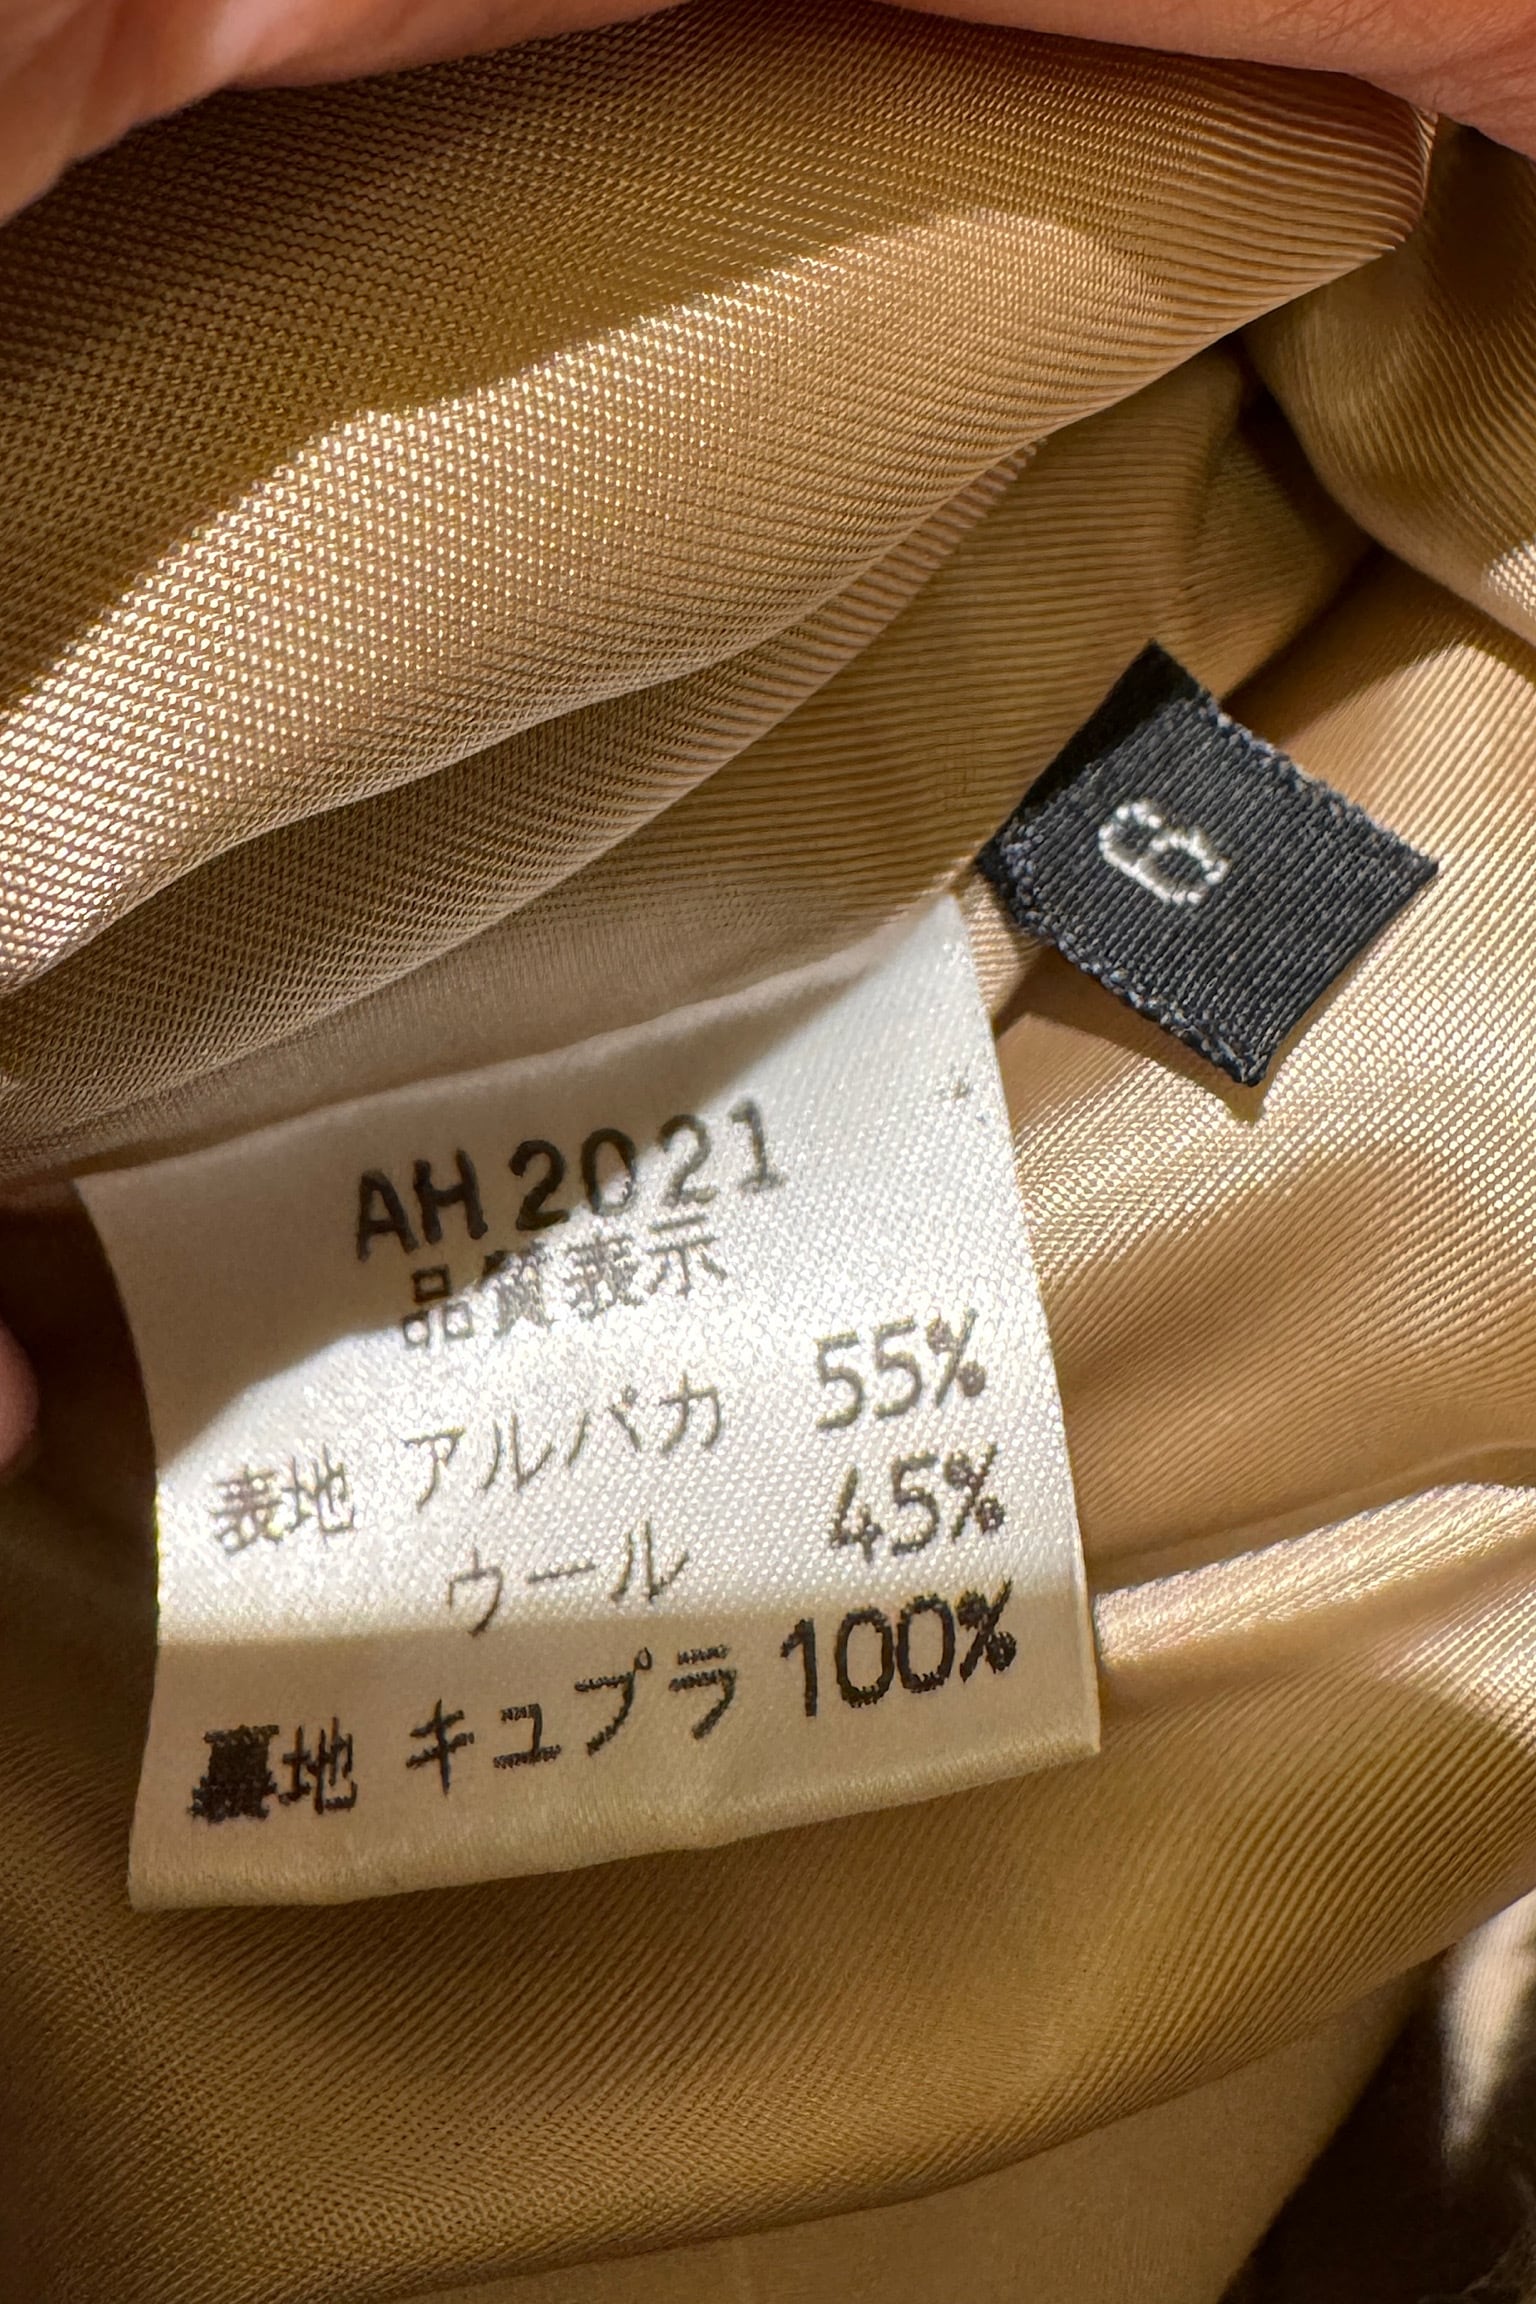 6
AH2021
品質表示
表地 アルパカ 55%
ウール 45%
裏地 キュプラ 100%